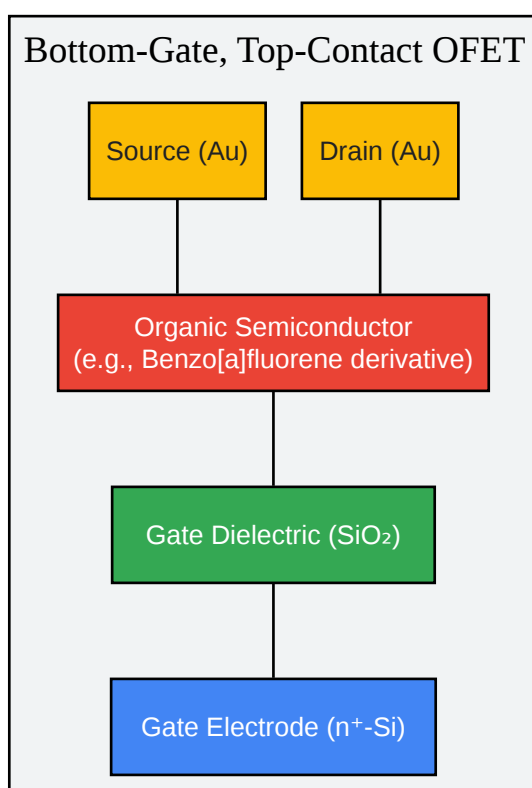 Bottom-Gate, Top-Contact OFET
Source (Au)
Drain (Au)
Organic Semiconductor
(e.g., Benzo[a]fluorene derivative)
Gate Dielectric (SiO₂)
Gate Electrode (n⁺-Si)